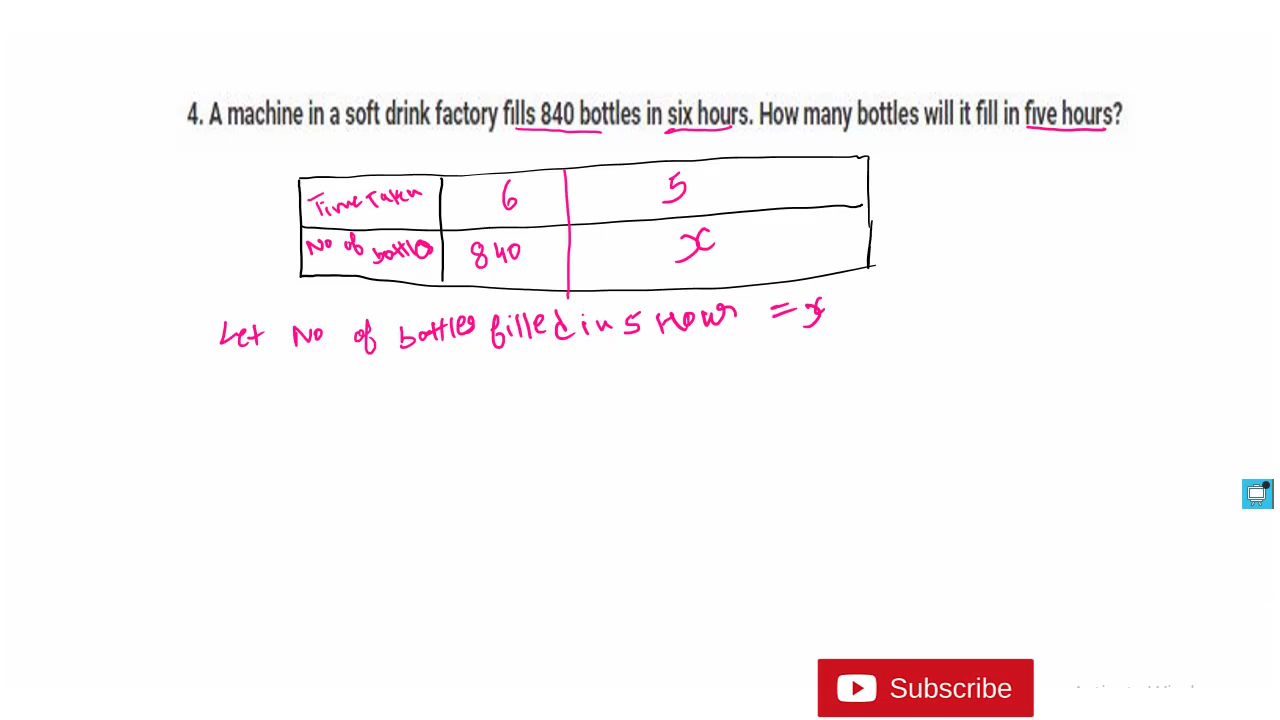 4. A machine in a soft drink factory fills 840 bottles in six hours. How many bottles will it fill in five hours?
Time Taken 6 5
No of bottles 840 x
Let No of bottles filled in 5 Hour = x
Subscribe